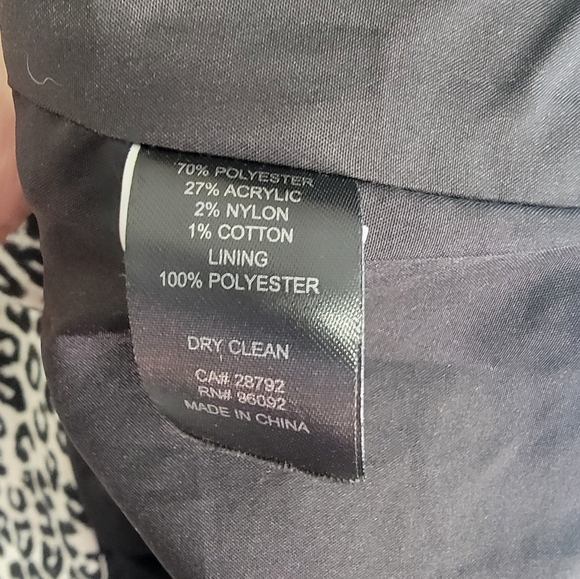 70% POLYESTER
27% ACRYLIC
2% NYLON
1% COTTON
LINING
100% POLYESTER
DRY CLEAN
CA# 28792
RN# 96092
MADE IN CHINA